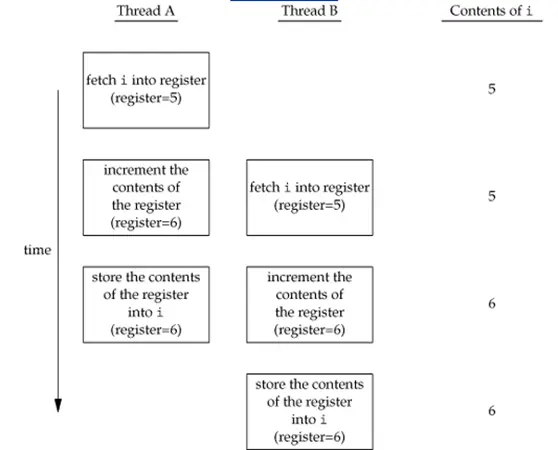 Thread A
Thread B
Contents of i
fetch i into register
(register=5)
5
increment the
contents of
the register
(register=6)
fetch i into register
(register=5)
5
time
store the contents
of the register
into i
(register=6)
increment the
contents of
the register
(register=6)
6
store the contents
of the register
into i
(register=6)
6